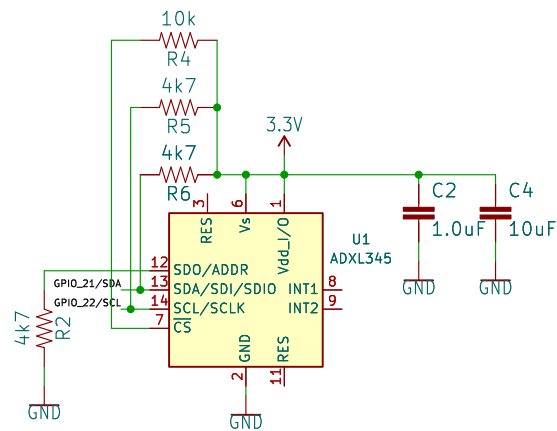 10k
R4
4k7
R5
3.3V
4k7
R6
C2
C4
1.0uF
10uF
3
6
1
RES
Vs
Vdd_I/O
U1
ADXL345
12
SDO/ADDR
GPIO_21/SDA
13
SDA/SDI/SDIO
INT1
8
GPIO_22/SCL
14
SCL/SCLK
INT2
9
7
CS
GND
GND
4k7
R2
GND
RES
2
11
GND
GND